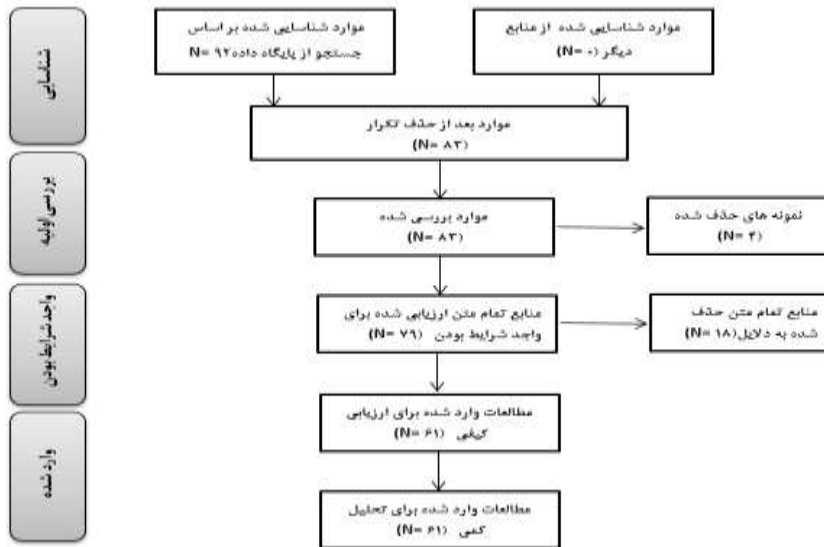 شناسایی
موارد شناسایی شده بر اساس
جستجو از پایگاه داده۹۲ =N
موارد شناسایی شده از منابع
دیگر (۰ =N)
موارد بعد از حذف تکرار
(N= ۸۳)
بررسی اولیه
موارد بررسی شده
(N= ۸۳)
نمونه های حذف شده
(N= ۴)
واجد شرایط بودن
منابع تمام متن ارزیابی شده برای
واجد شرایط بودن (N= ۷۹)
منابع تمام متن حذف
شده به دلایل(N= ۱۸)
وارد شده
مطالعات وارد شده برای ارزیابی
کیفی (N= ۶۱)
مطالعات وارد شده برای تحلیل
کمی (N= ۶۱)